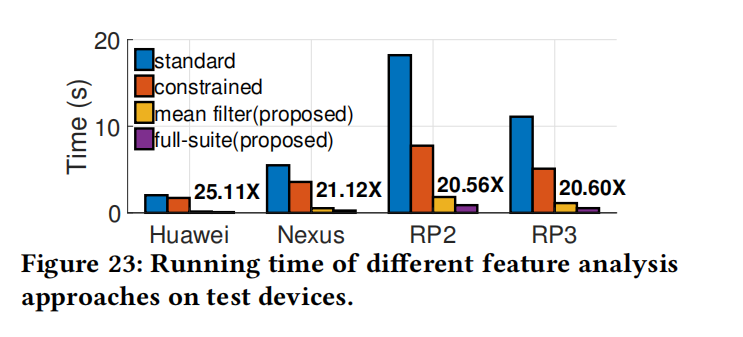 20
standard
constrained
mean filter(proposed)
full-suite(proposed)
10
0
Time (s)
25.11X
21.12X
20.56X
20.60X
Huawei Nexus RP2 RP3
Figure 23: Running time of different feature analysis
approaches on test devices.